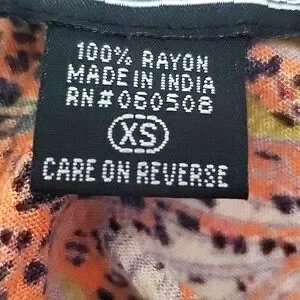 100% RAYON
MADE IN INDIA
RN#060508
XS
CARE ON REVERSE